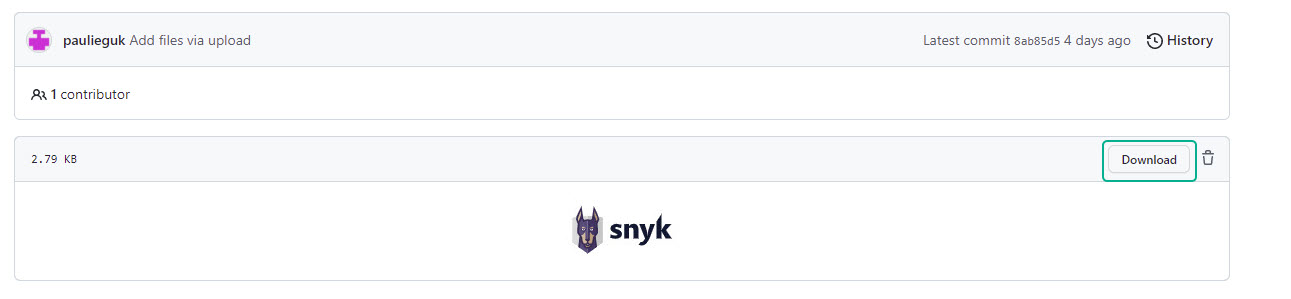 paulieguk Add files via upload Latest commit 8ab85d5 4 days ago History
1 contributor
2.79 KB Download
snyk